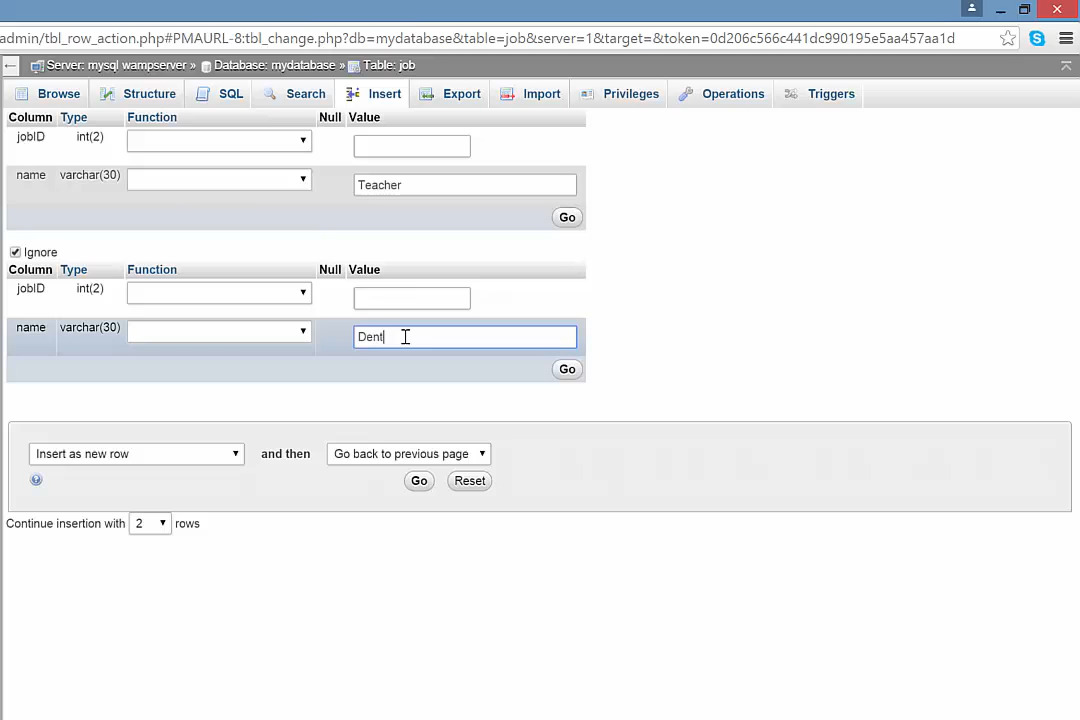 admin/tbl_row_action.php#PMAURL-8:tbl_change.php?db=mydatabase&table=job&server=1&target=&token=0d206c566c441dc990195e5aa457aa1d
Server: mysql wampserver » Database: mydatabase » Table: job
Browse Structure SQL Search Insert Export Import Privileges Operations Triggers
Column Type Function Null Value
jobID int(2)
name varchar(30) Teacher
Go
Ignore
Column Type Function Null Value
jobID int(2)
name varchar(30) Dent
Go
Insert as new row and then Go back to previous page
Go Reset
Continue insertion with 2 rows